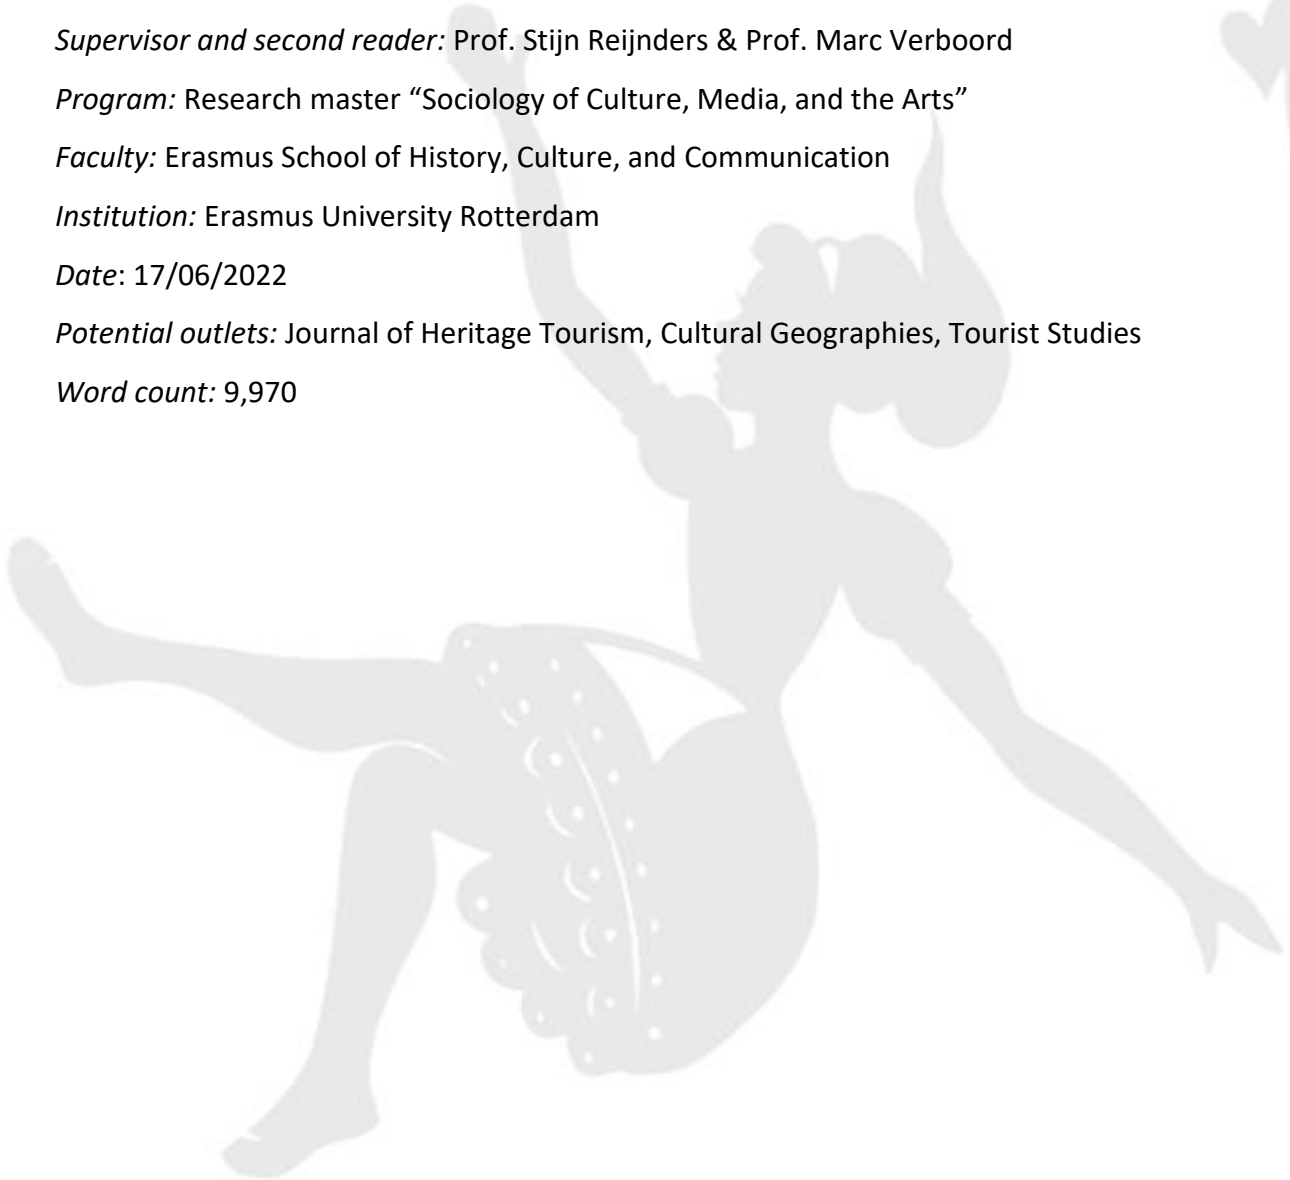 Supervisor and second reader: Prof. Stijn Reijnders & Prof. Marc Verboord
Program: Research master “Sociology of Culture, Media, and the Arts”
Faculty: Erasmus School of History, Culture, and Communication
Institution: Erasmus University Rotterdam
Date: 17/06/2022
Potential outlets: Journal of Heritage Tourism, Cultural Geographies, Tourist Studies
Word count: 9,970